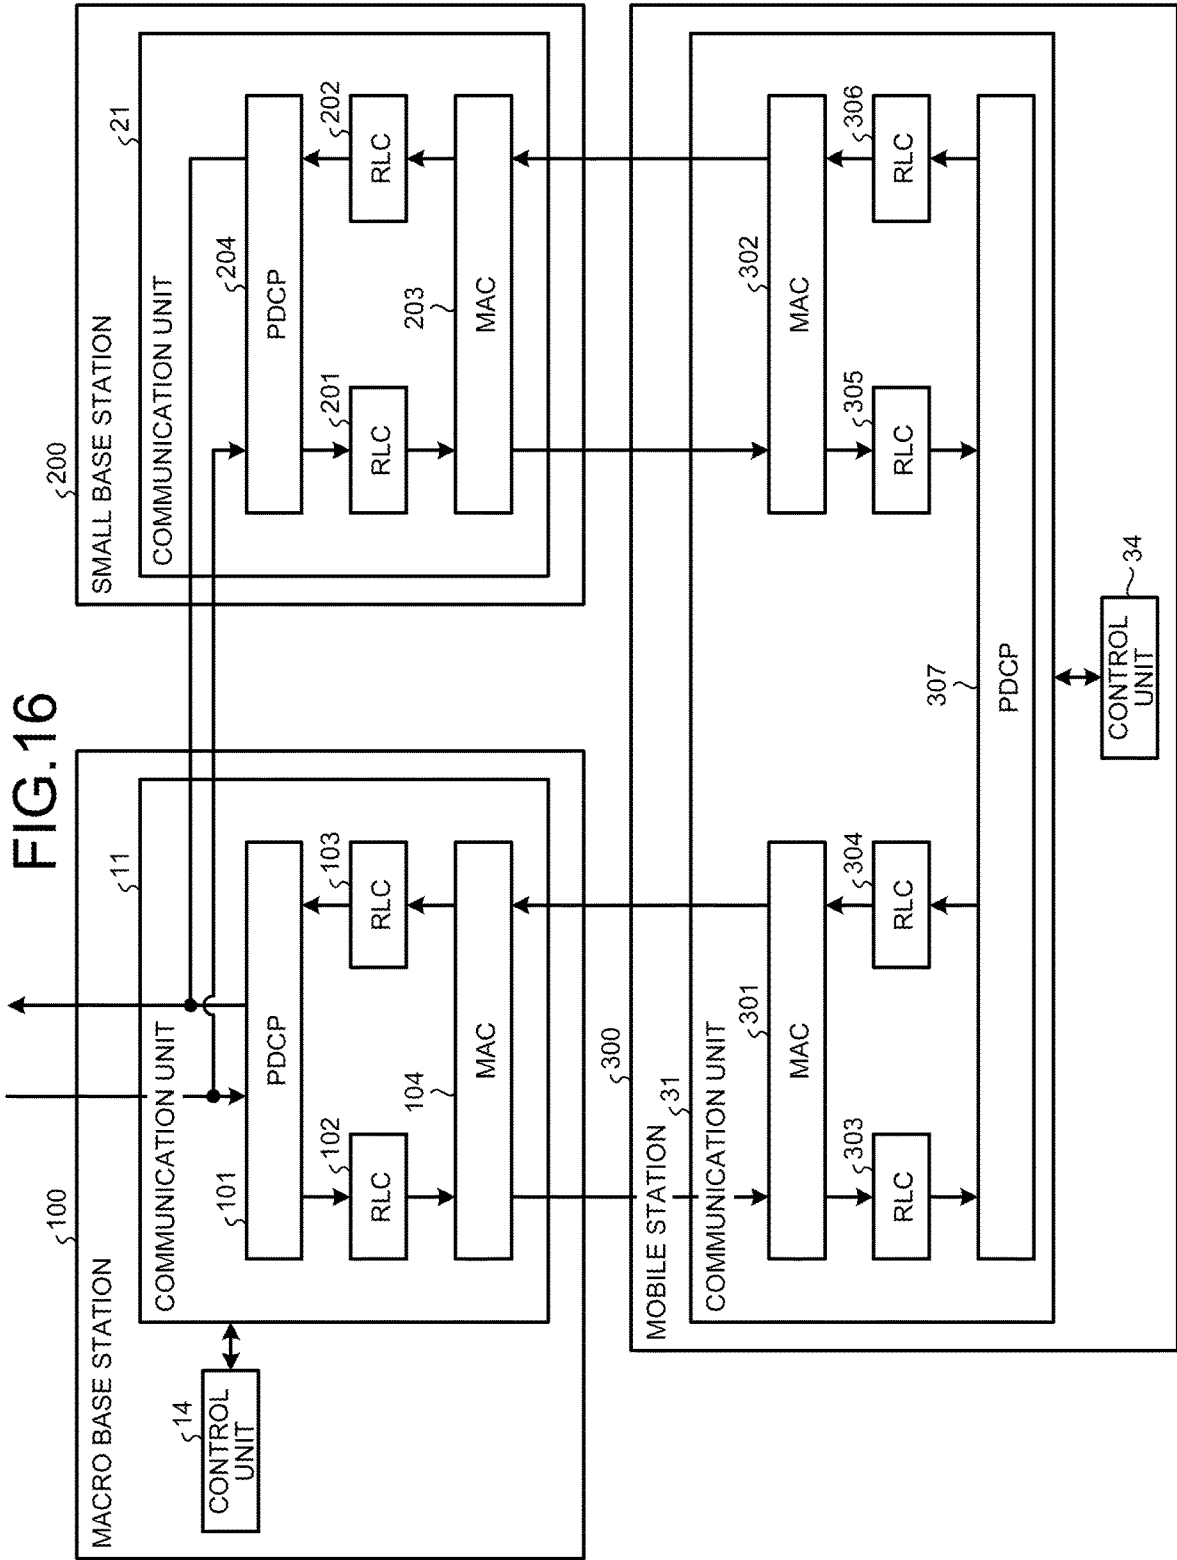 FIG.16
100
MACRO BASE STATION
14
CONTROL
UNIT
11
COMMUNICATION UNIT
101
PDCP
102
RLC
103
RLC
104
MAC
200
SMALL BASE STATION
21
COMMUNICATION UNIT
204
PDCP
201
RLC
202
RLC
203
MAC
300
MOBILE STATION
31
COMMUNICATION UNIT
301
MAC
302
MAC
303
RLC
304
RLC
305
RLC
306
RLC
307
PDCP
34
CONTROL
UNIT